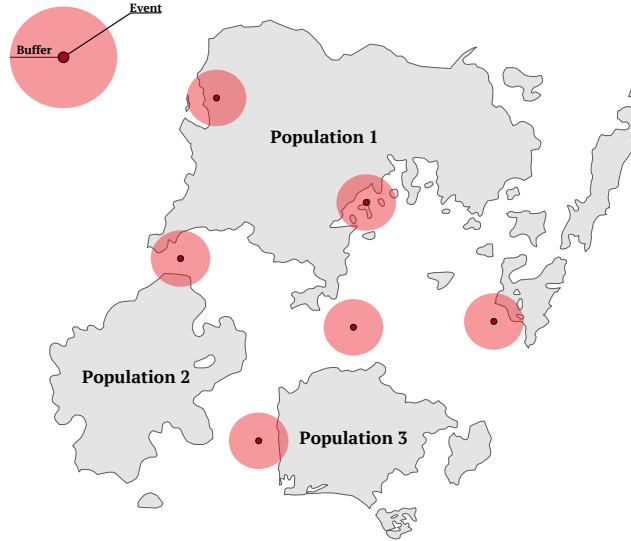 Event
Buffer
Population 1
Population 2
Population 3